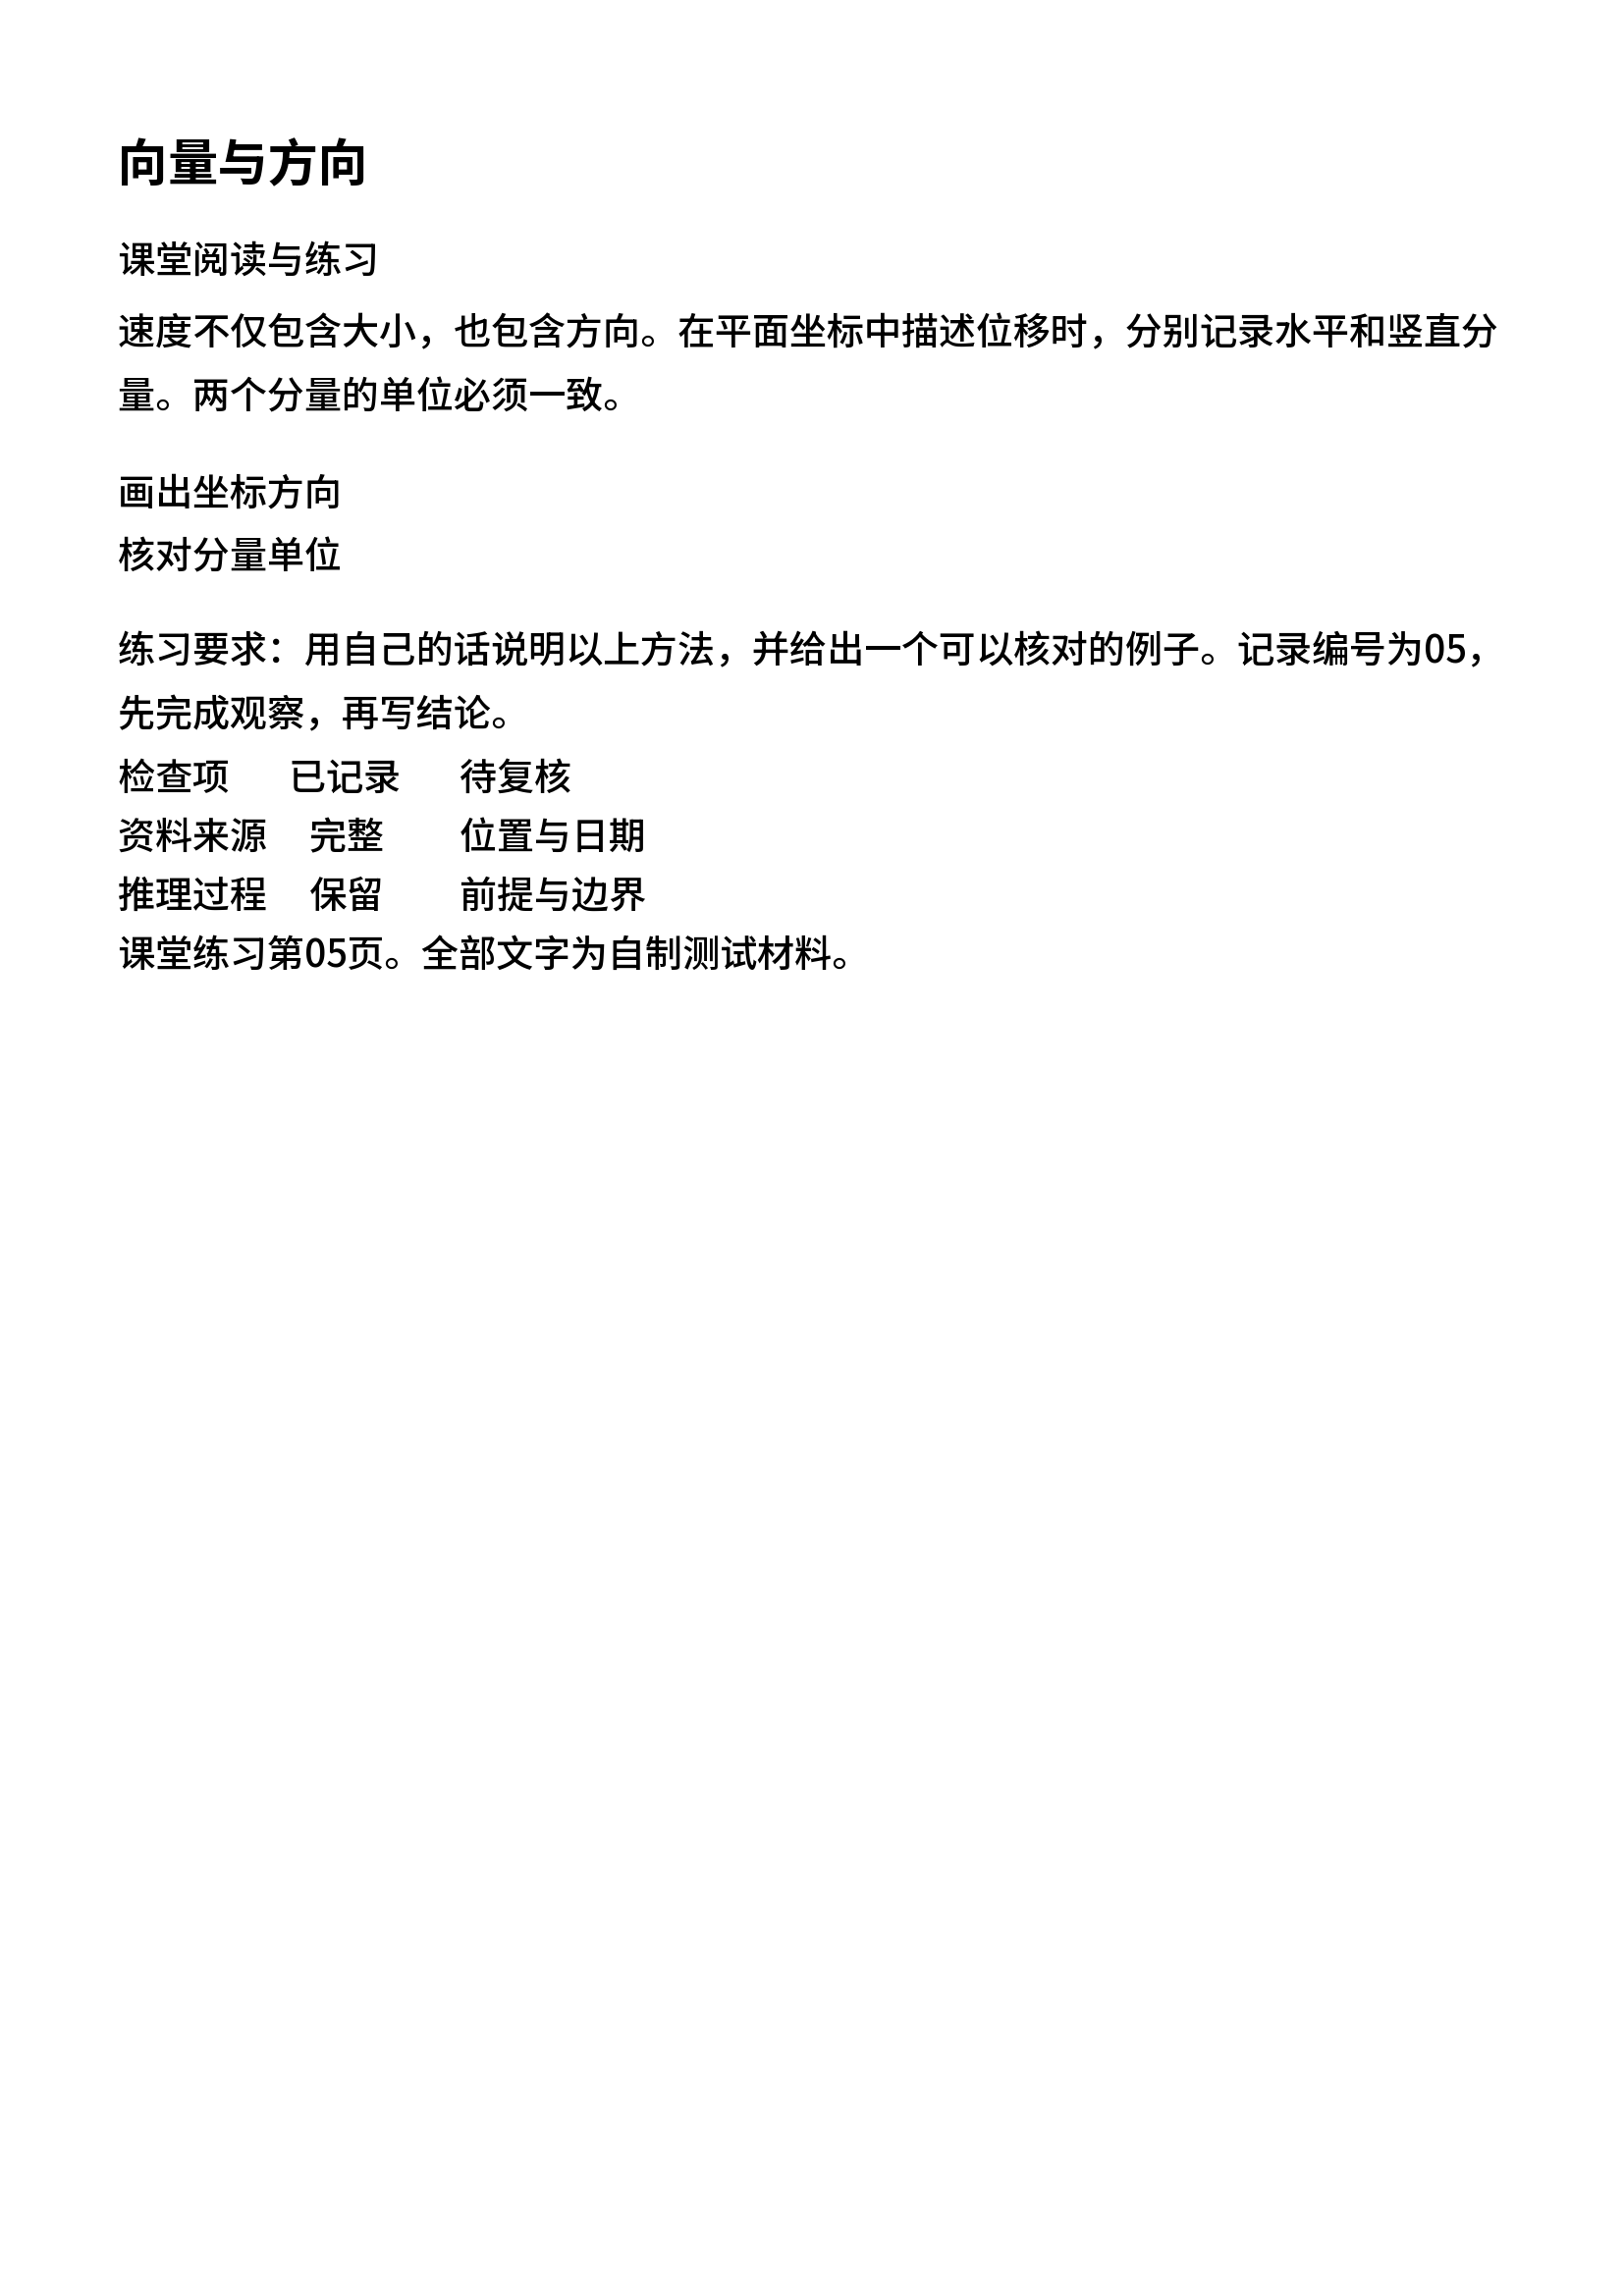 向量与方向
课堂阅读与练习
速度不仅包含大小，也包含方向。在平面坐标中描述位移时，分别记录水平和竖直分
量。两个分量的单位必须一致。
画出坐标方向
核对分量单位
练习要求：用自己的话说明以上方法，并给出一个可以核对的例子。记录编号为05，
先完成观察，再写结论。
检查项 已记录 待复核
资料来源 完整 位置与日期
推理过程 保留 前提与边界
课堂练习第05页。全部文字为自制测试材料。